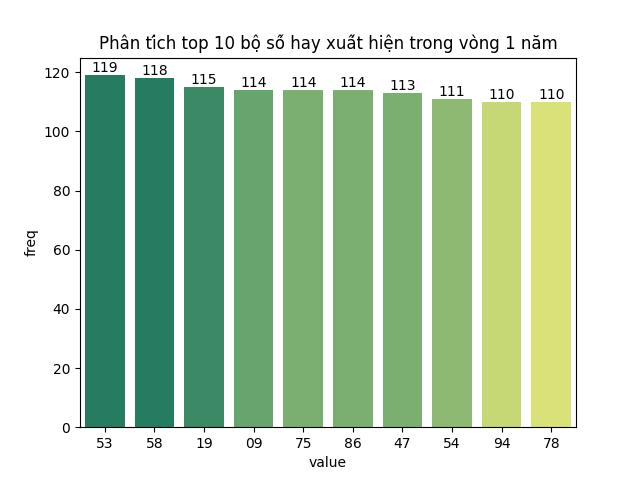 Phân tích top 10 bộ số hay xuất hiện trong vòng 1 năm
119 118 115 114 114 114 113 111 110 110
120
100
80
60
40
20
0
freq
53 58 19 09 75 86 47 54 94 78
value